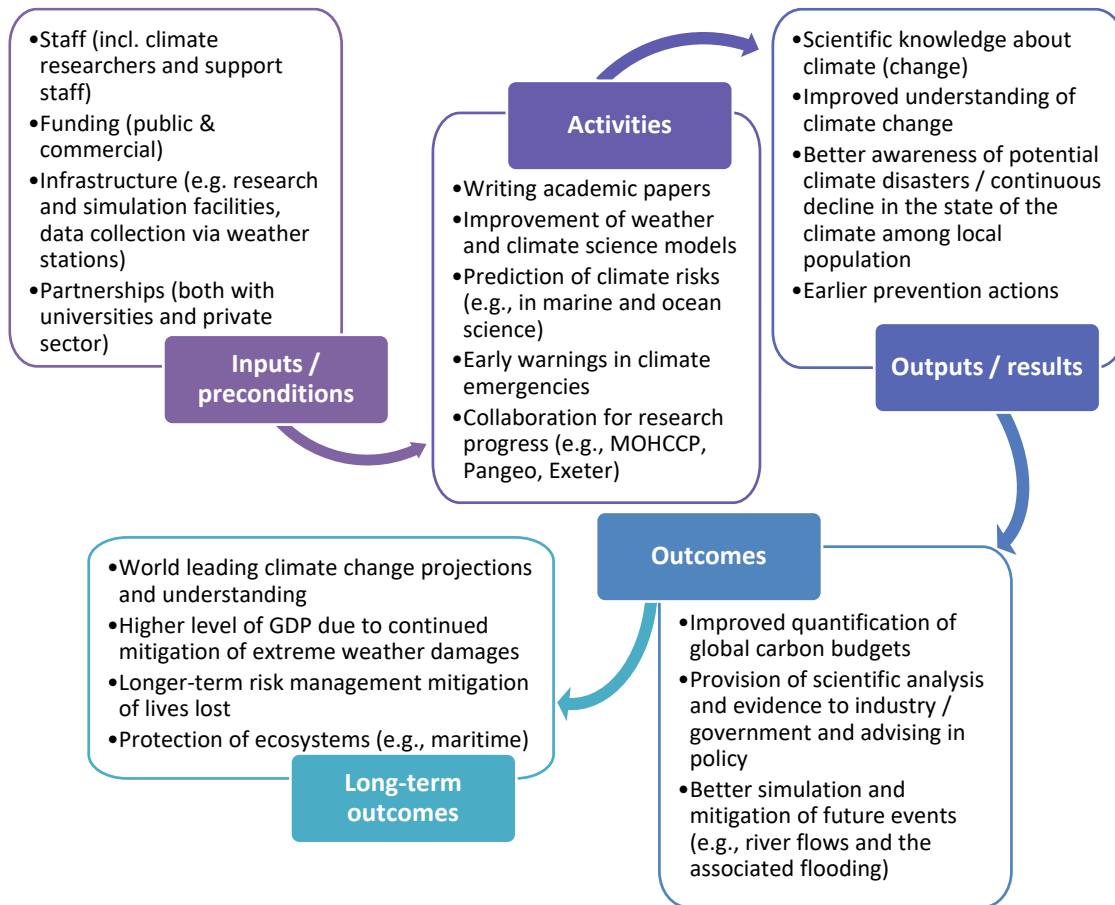 •Staff (incl. climate
researchers and support
staff)
•Funding (public &
commercial)
•Infrastructure (e.g. research
and simulation facilities,
data collection via weather
stations)
•Partnerships (both with
universities and private
sector)
Inputs /
preconditions
Activities
•Writing academic papers
•Improvement of weather
and climate science models
•Prediction of climate risks
(e.g., in marine and ocean
science)
•Early warnings in climate
emergencies
•Collaboration for research
progress (e.g., MOHCCP,
Pangeo, Exeter)
•Scientific knowledge about
climate (change)
•Improved understanding of
climate change
•Better awareness of potential
climate disasters / continuous
decline in the state of the
climate among local
population
•Earlier prevention actions
Outputs / results
Outcomes
•Improved quantification of
global carbon budgets
•Provision of scientific analysis
and evidence to industry /
government and advising in
policy
•Better simulation and
mitigation of future events
(e.g., river flows and the
associated flooding)
•World leading climate change projections
and understanding
•Higher level of GDP due to continued
mitigation of extreme weather damages
•Longer-term risk management mitigation
of lives lost
•Protection of ecosystems (e.g., maritime)
Long-term
outcomes